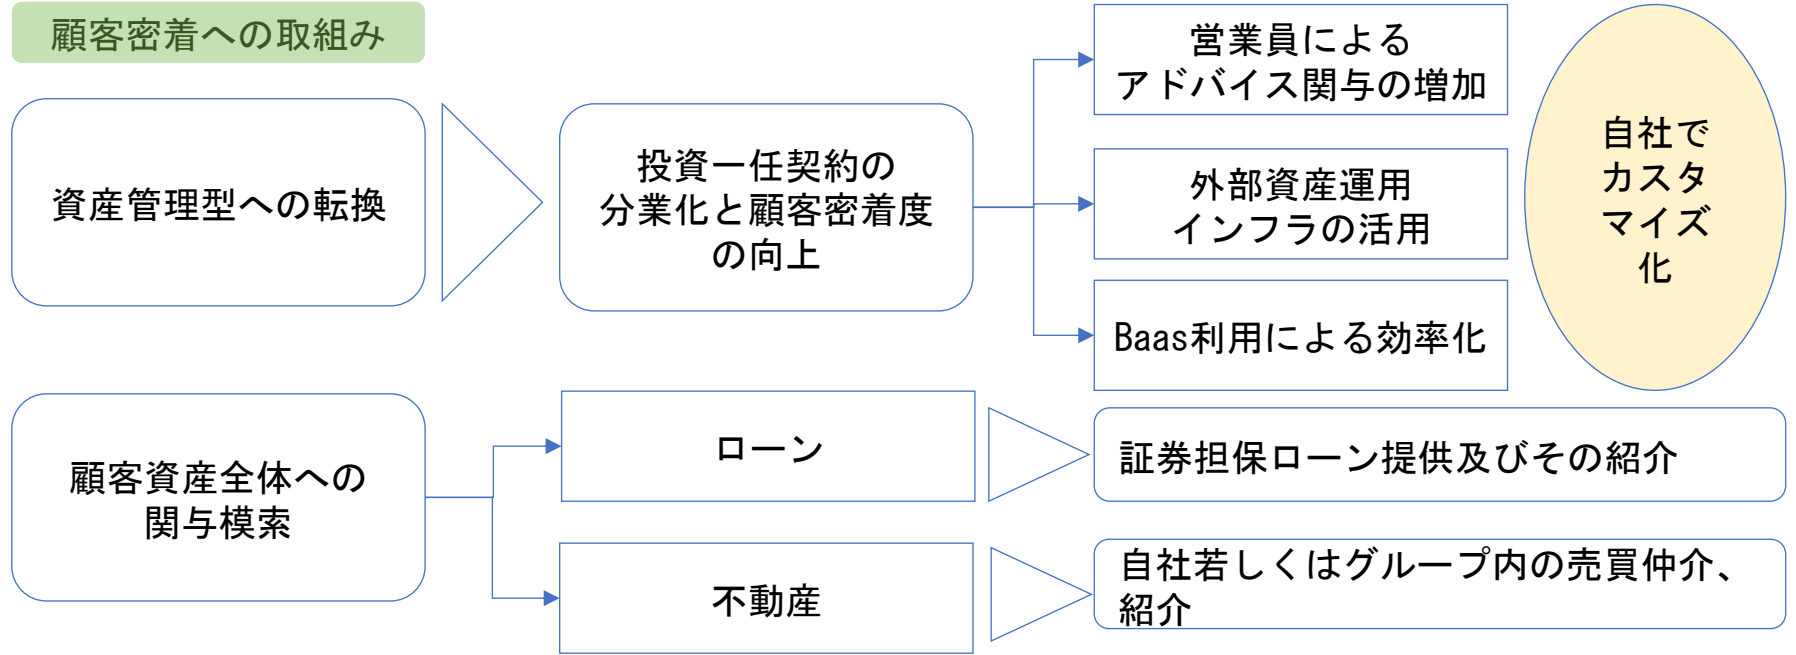 顧客密着への取組み
資産管理型への転換
投資一任契約の
分業化と顧客密着度
の向上
営業員による
アドバイス関与の増加
外部資産運用
インフラの活用
Baas利用による効率化
自社で
カスタ
マイズ
化
顧客資産全体への
関与模索
ローン
証券担保ローン提供及びその紹介
不動産
自社若しくはグループ内の売買仲介、
紹介